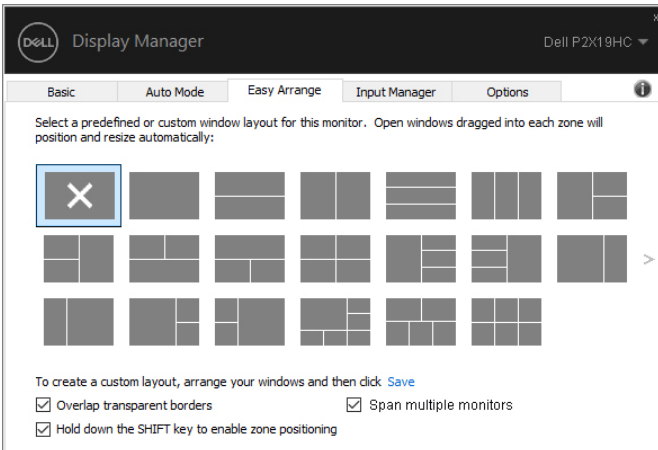 DELL Display Manager Dell P2X19HC
Basic Auto Mode Easy Arrange Input Manager Options
Select a predefined or custom window layout for this monitor. Open windows dragged into each zone will
position and resize automatically:
To create a custom layout, arrange your windows and then click Save
Overlap transparent borders Span multiple monitors
Hold down the SHIFT key to enable zone positioning